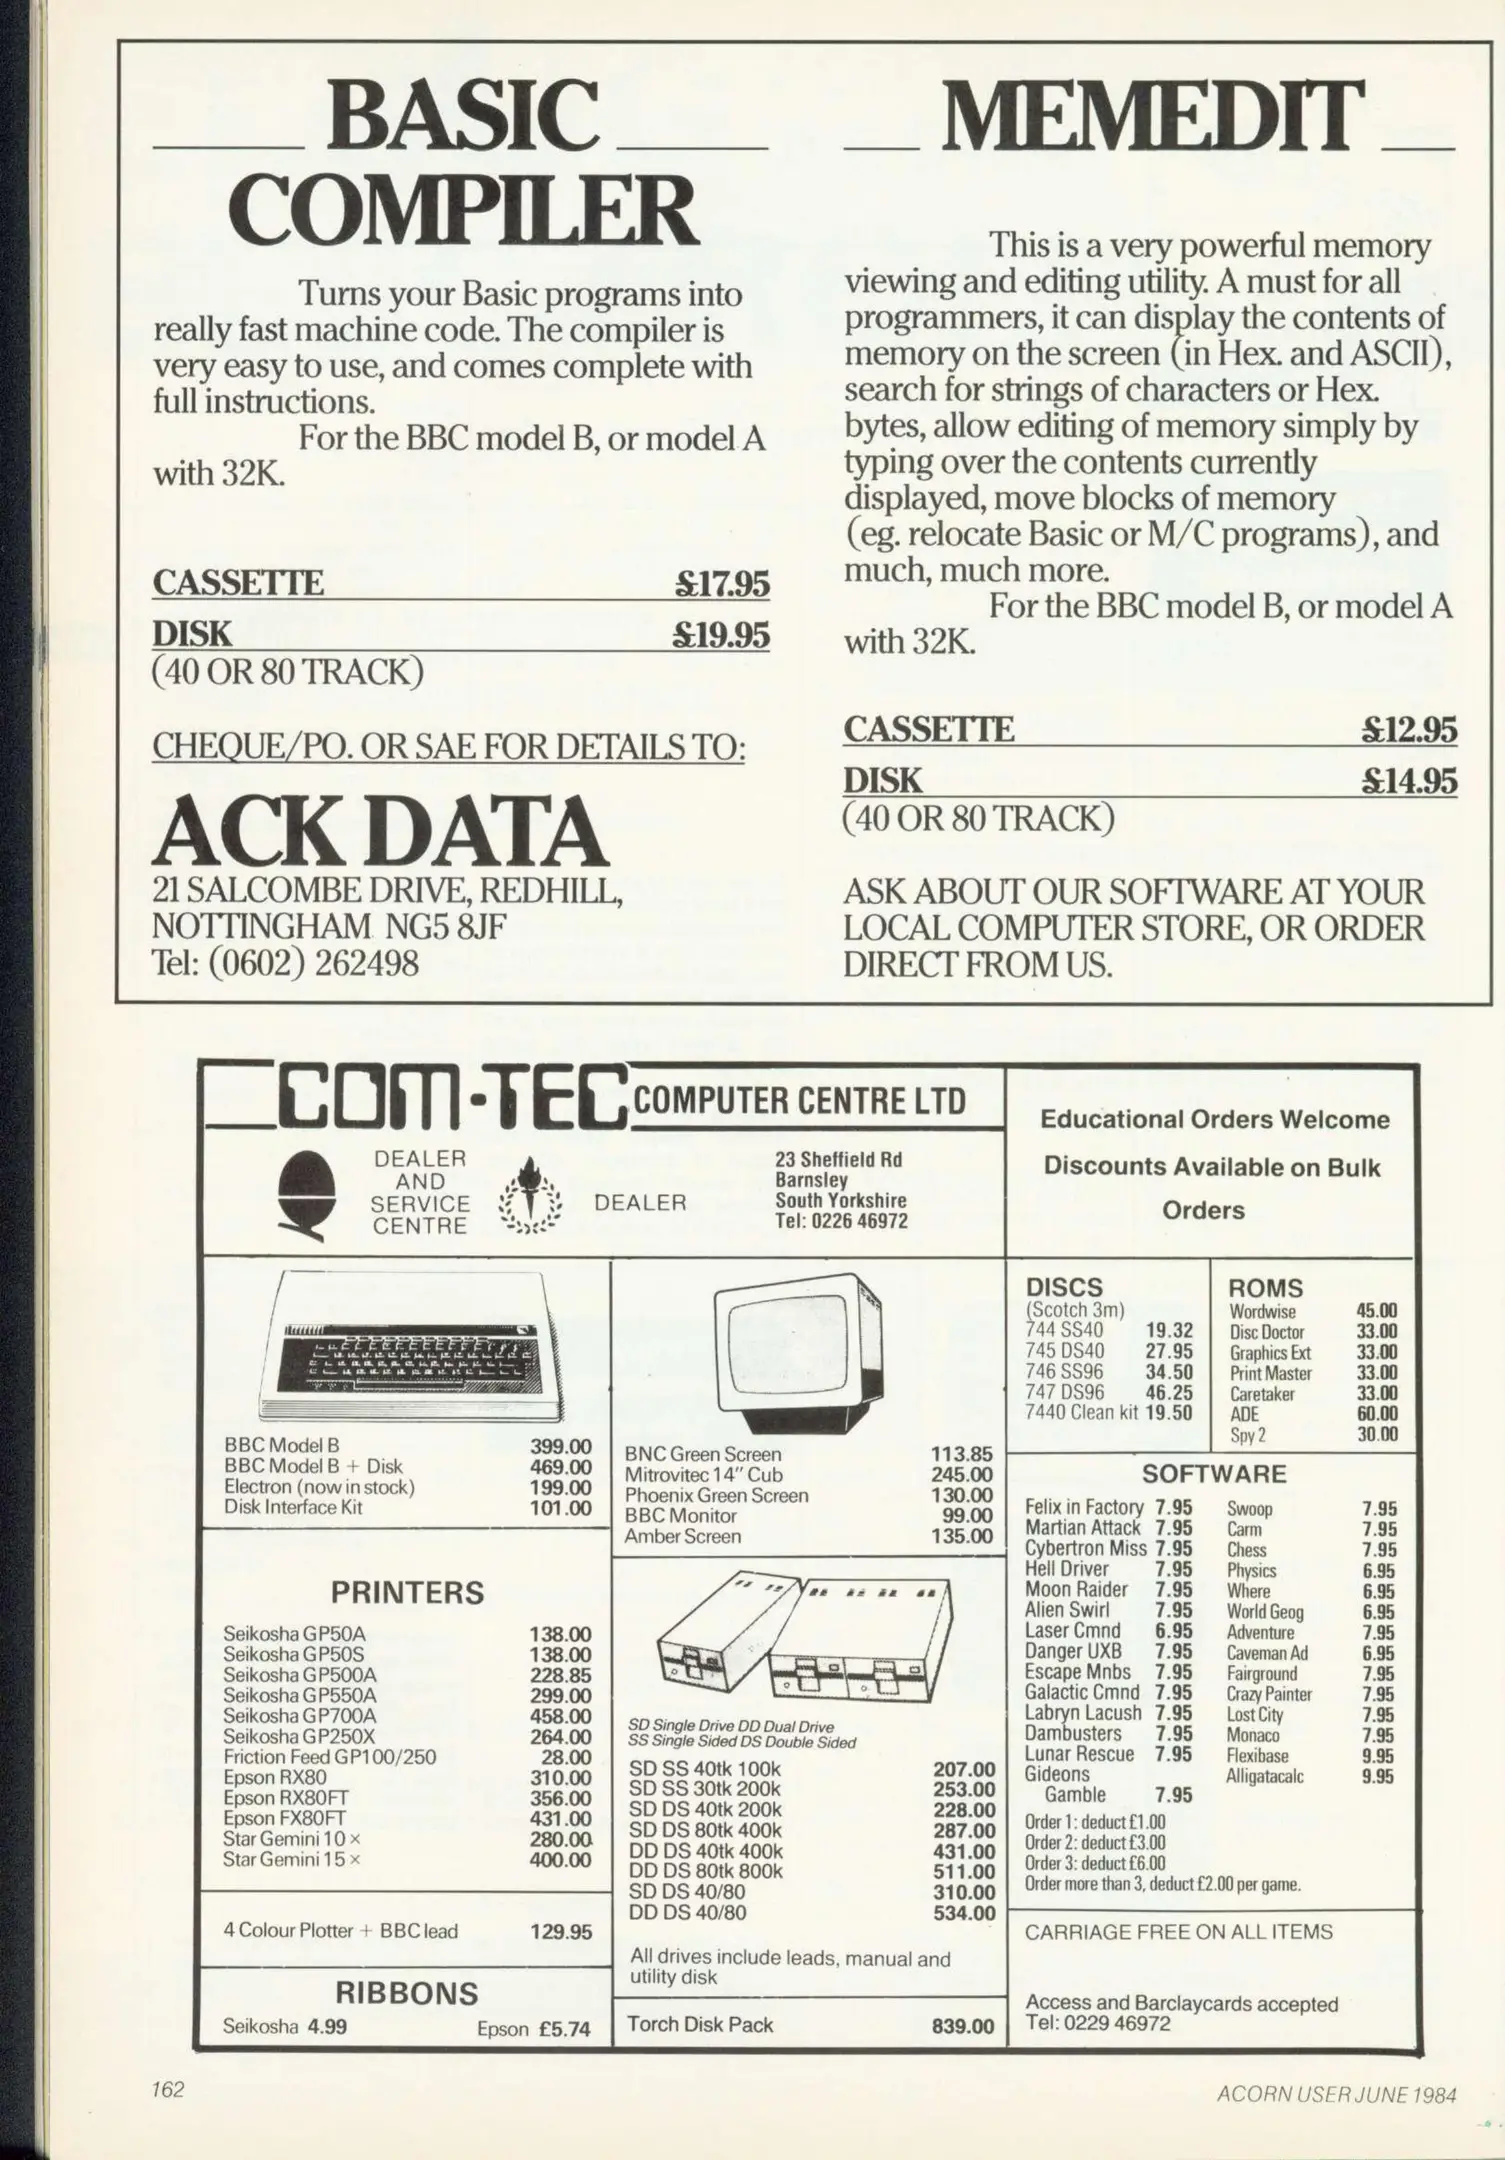 BASIC
COMPILER
Turns your Basic programs into
really fast machine code. The compiler is
very easy to use, and comes complete with
full instructions.
For the BBC model B, or model A
with 32K.
CASSETTE £17.95
DISK £19.95
(40 OR 80 TRACK)
CHEQUE/PO. OR SAE FOR DETAILS TO:
ACK DATA
21 SALCOMBE DRIVE, REDHILL,
NOTTINGHAM NG5 8JF
Tel: (0602) 262498
MEMEDIT
This is a very powerful memory
viewing and editing utility. A must for all
programmers, it can display the contents of
memory on the screen (in Hex. and ASCII),
search for strings of characters or Hex.
bytes, allow editing of memory simply by
typing over the contents currently
displayed, move blocks of memory
(eg. relocate Basic or M/C programs), and
much, much more.
For the BBC model B, or model A
with 32K.
CASSETTE £12.95
DISK £14.95
(40 OR 80 TRACK)
ASK ABOUT OUR SOFTWARE AT YOUR
LOCAL COMPUTER STORE, OR ORDER
DIRECT FROM US.
COM-TEC COMPUTER CENTRE LTD
DEALER
AND
SERVICE
CENTRE
DEALER
23 Sheffield Rd
Barnsley
South Yorkshire
Tel: 0226 46972
Educational Orders Welcome
Discounts Available on Bulk
Orders
BBC Model B 399.00
BBC Model B + Disk 469.00
Electron (now in stock) 199.00
Disk Interface Kit 101.00
PRINTERS
Seikosha GP50A 138.00
Seikosha GP50S 138.00
Seikosha GP500A 228.85
Seikosha GP550A 299.00
Seikosha GP700A 458.00
Seikosha GP250X 264.00
Friction Feed GP100/250 28.00
Epson RX80 310.00
Epson RX80FT 356.00
Epson FX80FT 431.00
Star Gemini 10 × 280.00
Star Gemini 15 × 400.00
4 Colour Plotter + BBC lead 129.95
RIBBONS
Seikosha 4.99 Epson £5.74
BNC Green Screen 113.85
Mitrovitec 14" Cub 245.00
Phoenix Green Screen 130.00
BBC Monitor 99.00
Amber Screen 135.00
SD Single Drive DD Dual Drive
SS Single Sided DS Double Sided
SD SS 40tk 100k 207.00
SD SS 30tk 200k 253.00
SD DS 40tk 200k 228.00
SD DS 80tk 400k 287.00
DD DS 40tk 400k 431.00
DD DS 80tk 800k 511.00
SD DS 40/80 310.00
DD DS 40/80 534.00
All drives include leads, manual and
utility disk
Torch Disk Pack 839.00
DISCS
(Scotch 3m)
744 SS40 19.32
745 DS40 27.95
746 SS96 34.50
747 DS96 46.25
7440 Clean kit 19.50
ROMS
Wordwise 45.00
Disc Doctor 33.00
Graphics Ext 33.00
Print Master 33.00
Caretaker 33.00
ADE 60.00
Spy 2 30.00
SOFTWARE
Felix in Factory 7.95 Swoop 7.95
Martian Attack 7.95 Carm 7.95
Cybertron Miss 7.95 Chess 7.95
Hell Driver 7.95 Physics 6.95
Moon Raider 7.95 Where 6.95
Alien Swirl 7.95 World Geog 6.95
Laser Cmnd 6.95 Adventure 7.95
Danger UXB 7.95 Caveman Ad 6.95
Escape Mnbs 7.95 Fairground 7.95
Galactic Cmnd 7.95 Crazy Painter 7.95
Labryn Lacush 7.95 Lost City 7.95
Dambusters 7.95 Monaco 7.95
Lunar Rescue 7.95 Flexibase 9.95
Gideons Alligatacalc 9.95
Gamble 7.95
Order 1: deduct £1.00
Order 2: deduct £3.00
Order 3: deduct £6.00
Order more than 3, deduct £2.00 per game.
CARRIAGE FREE ON ALL ITEMS
Access and Barclaycards accepted
Tel: 0229 46972
162
ACORN USER JUNE 1984